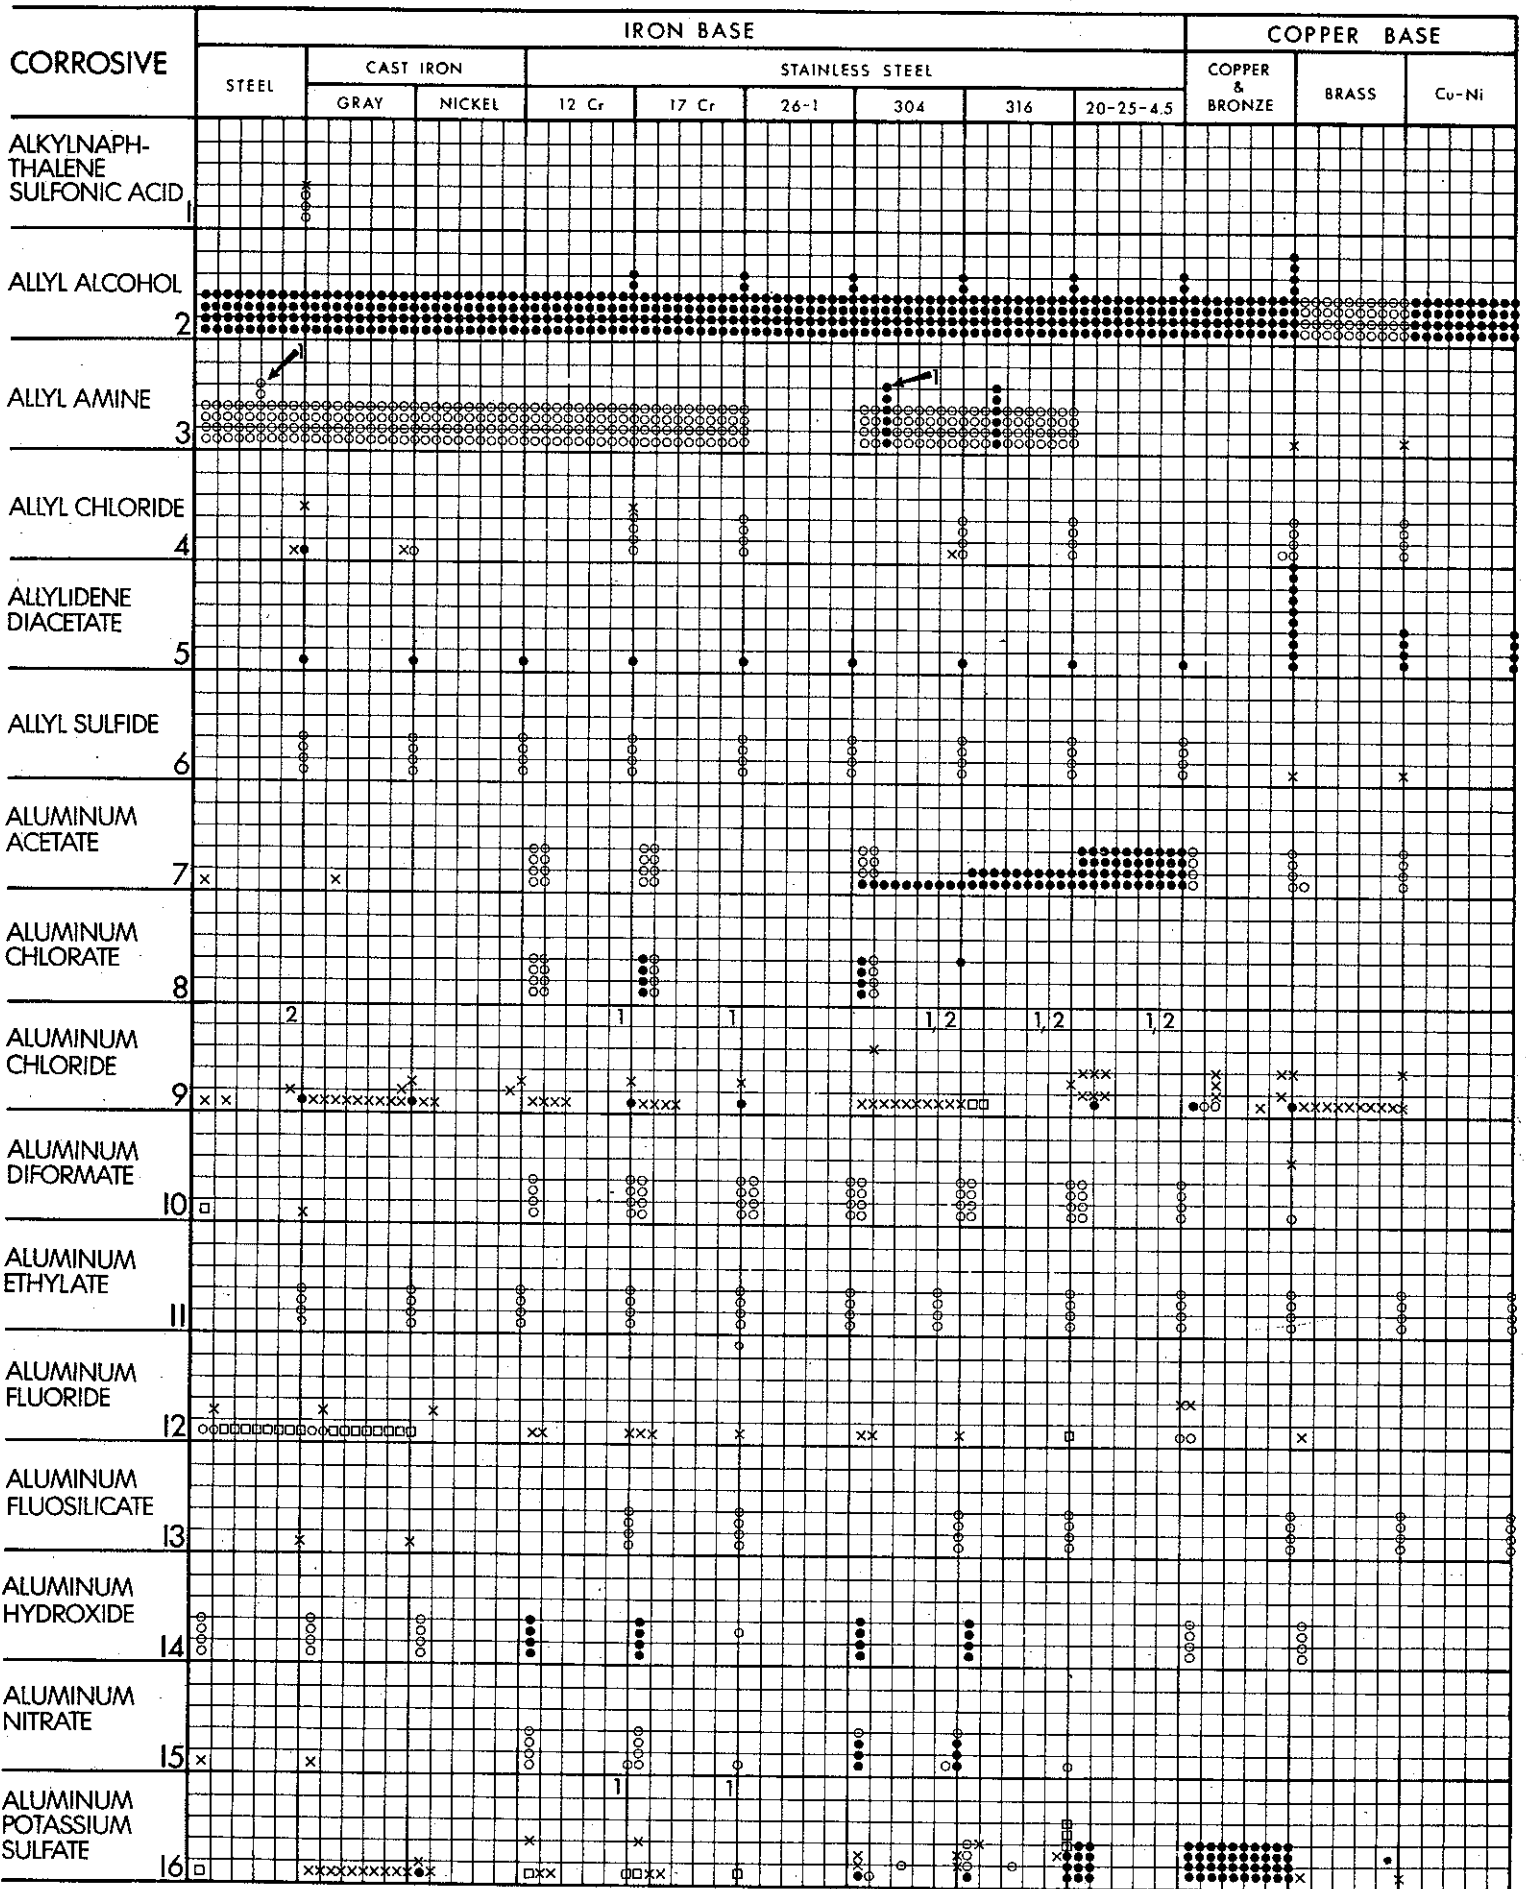 CORROSIVE
IRON BASE
COPPER BASE
STEEL
CAST IRON
STAINLESS STEEL
COPPER
&
BRONZE
BRASS
Cu-Ni
GRAY
NICKEL
12 Cr
17 Cr
26-1
304
316
20-25-4.5
ALKYLNAPH-
THALENE
SULFONIC ACID
1
ALLYL ALCOHOL
2
1
1
ALLYL AMINE
3
ALLYL CHLORIDE
4
ALLYLIDENE
DIACETATE
5
ALLYL SULFIDE
6
ALUMINUM
ACETATE
7
ALUMINUM
CHLORATE
8
2
1
1
1, 2
1, 2
1, 2
ALUMINUM
CHLORIDE
9
ALUMINUM
DIFORMATE
10
ALUMINUM
ETHYLATE
11
ALUMINUM
FLUORIDE
12
ALUMINUM
FLUOSILICATE
13
ALUMINUM
HYDROXIDE
14
ALUMINUM
NITRATE
15
1
1
ALUMINUM
POTASSIUM
SULFATE
16